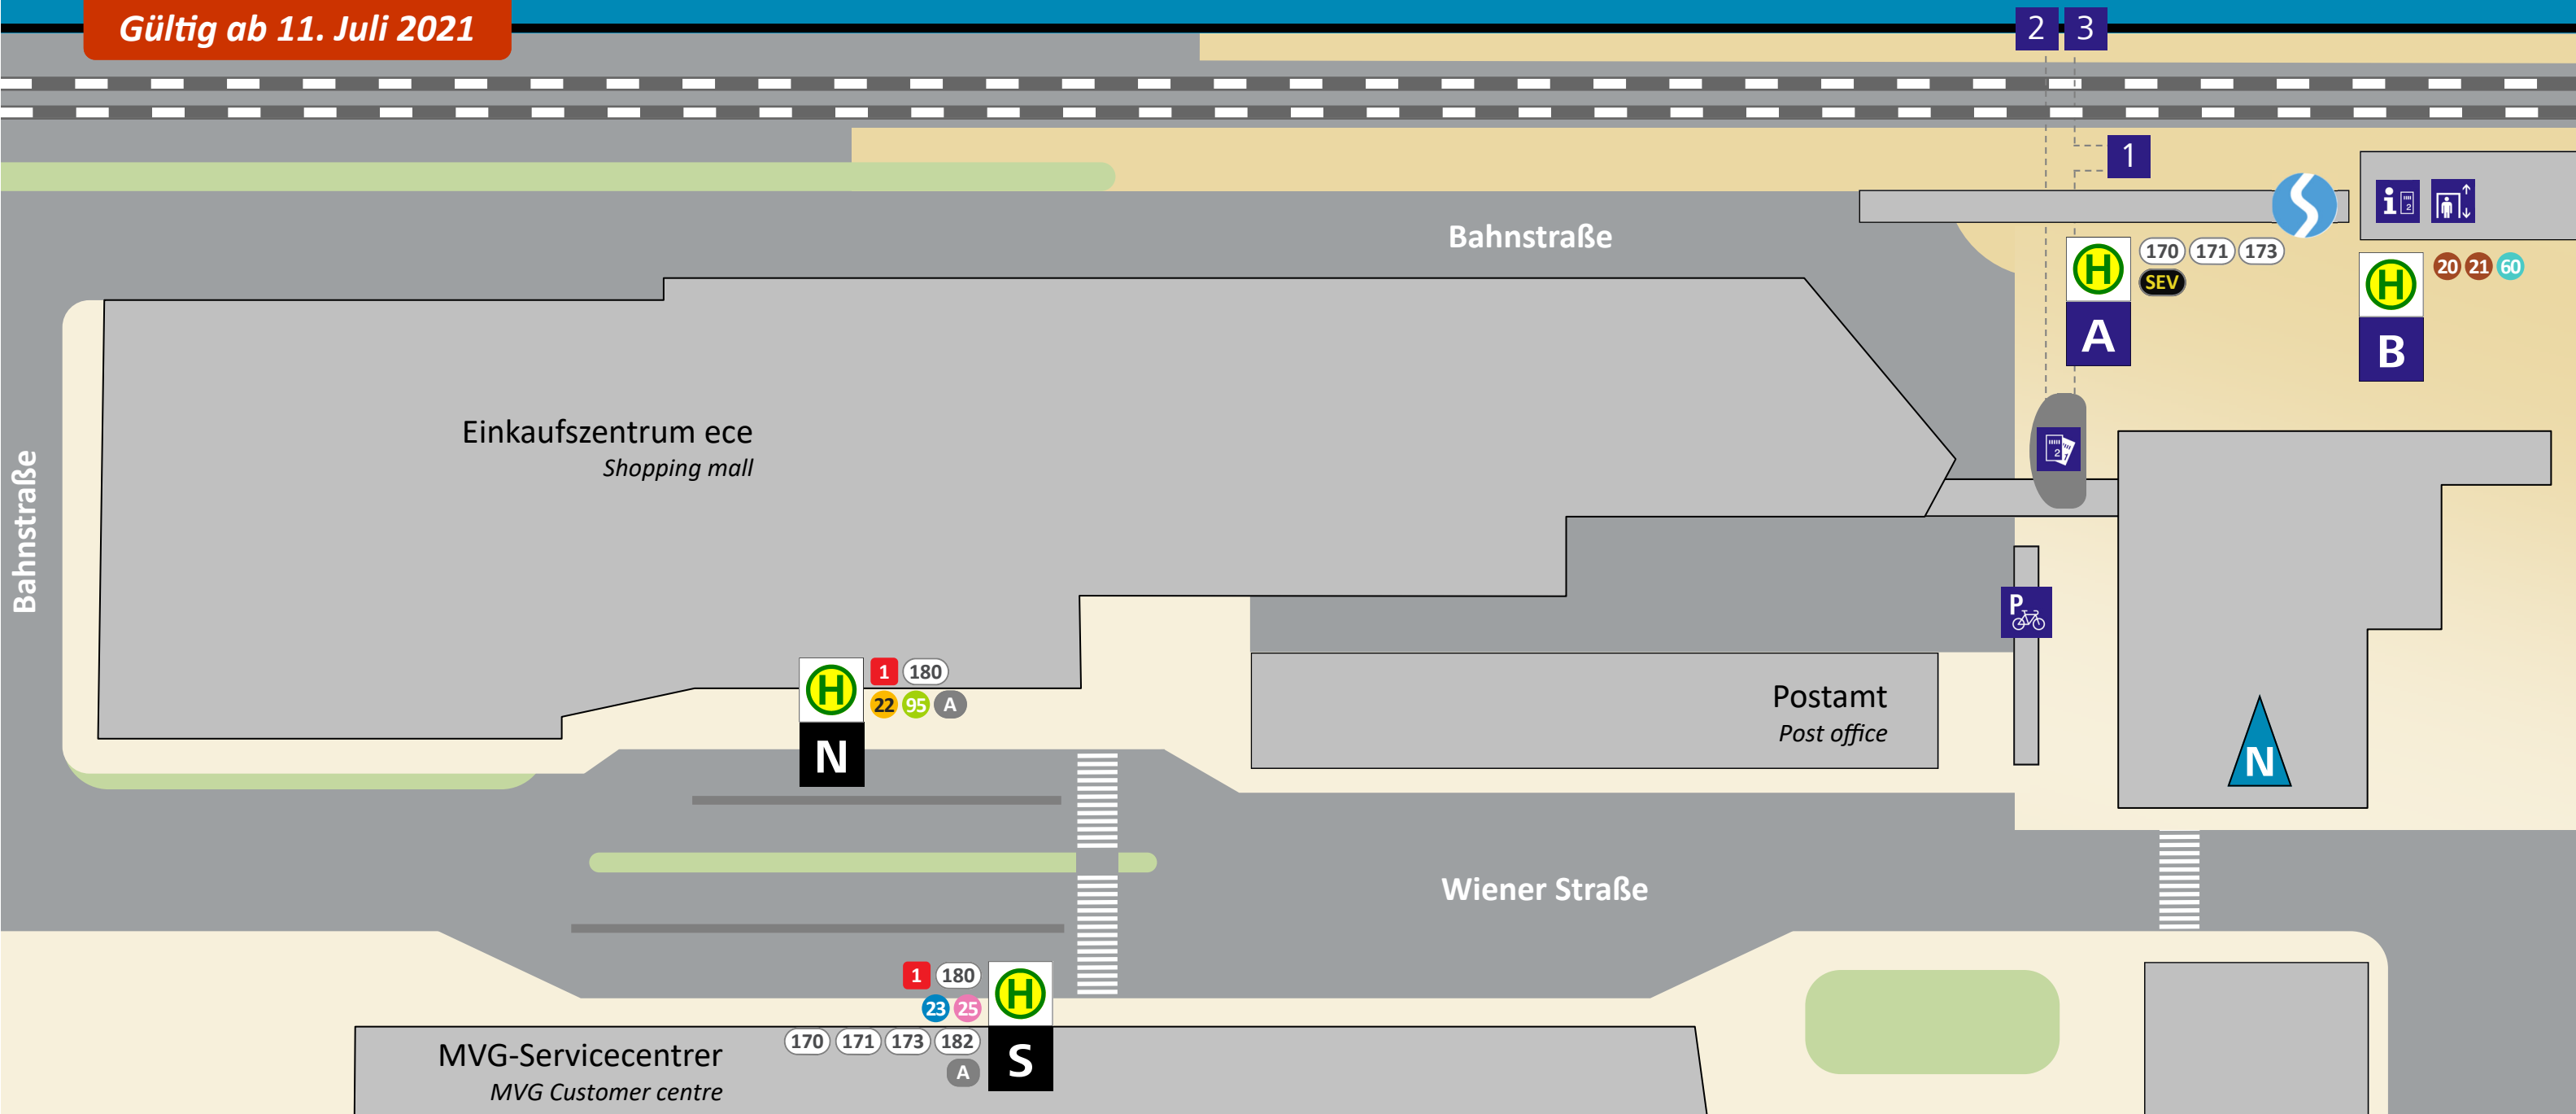 Gültig ab 11. Juli 2021
2 3
1
i 2
Bahnstraße
H 170 171 173
SEV
A
H 20 21 60
B
Einkaufszentrum ece
Shopping mall
2
Bahnstraße
P
H 1 180
22 95 A
N
Postamt
Post office
N
Wiener Straße
1 180 H
23 25
170 171 173 182
A
S
MVG-Servicecentrer
MVG Customer centre